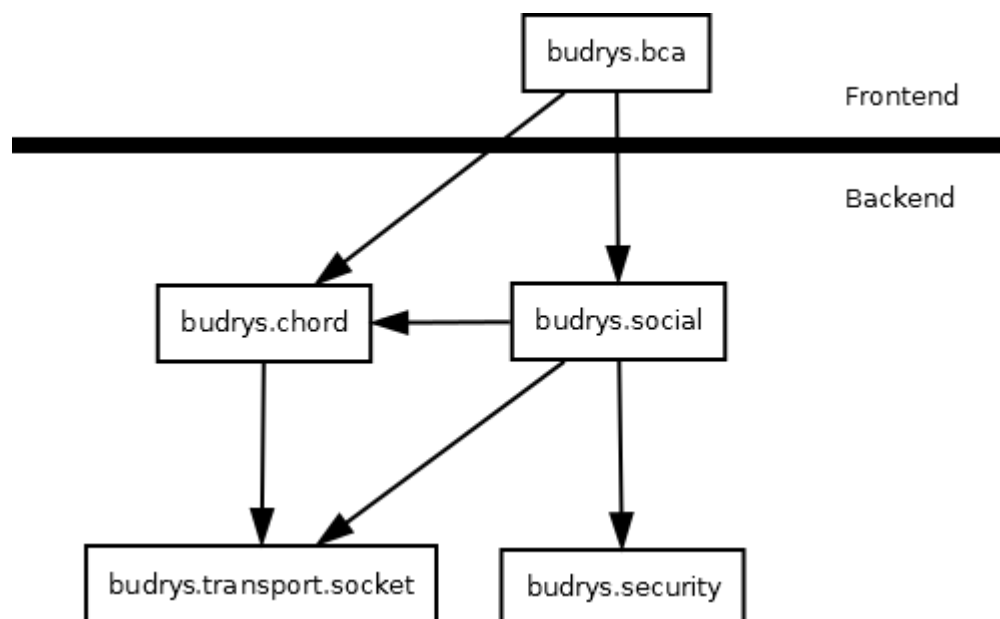 budrys.bca
Frontend
Backend
budrys.chord
budrys.social
budrys.transport.socket
budrys.security